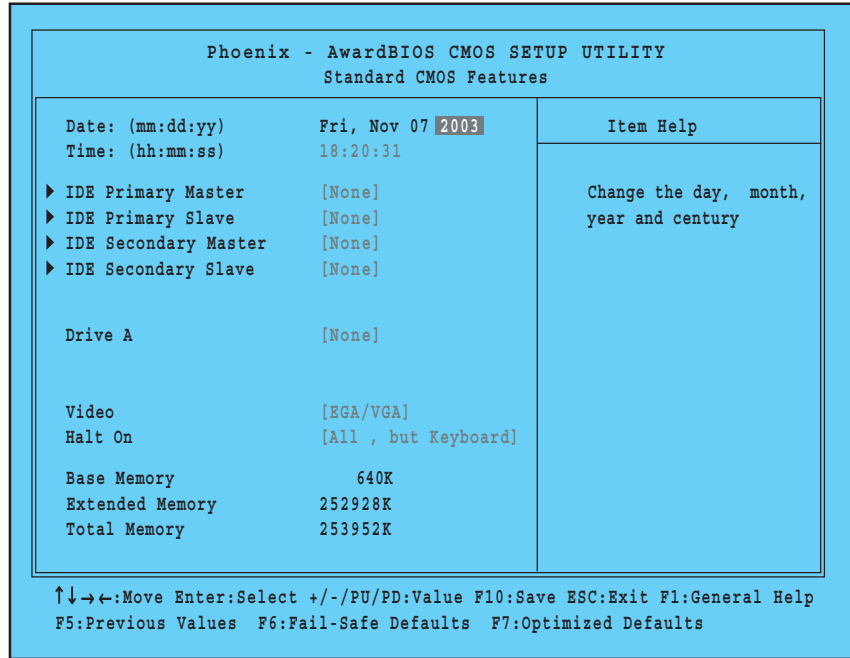 Phoenix - AwardBIOS CMOS SETUP UTILITY
Standard CMOS Features
Date: (mm:dd:yy) Fri, Nov 07 2003
Time: (hh:mm:ss) 18:20:31
IDE Primary Master [None]
IDE Primary Slave [None]
IDE Secondary Master [None]
IDE Secondary Slave [None]
Drive A [None]
Video [EGA/VGA]
Halt On [All , but Keyboard]
Base Memory 640K
Extended Memory 252928K
Total Memory 253952K
Item Help
Change the day, month,
year and century
↑↓→←:Move Enter:Select +/-/PU/PD:Value F10:Save ESC:Exit F1:General Help
F5:Previous Values F6:Fail-Safe Defaults F7:Optimized Defaults